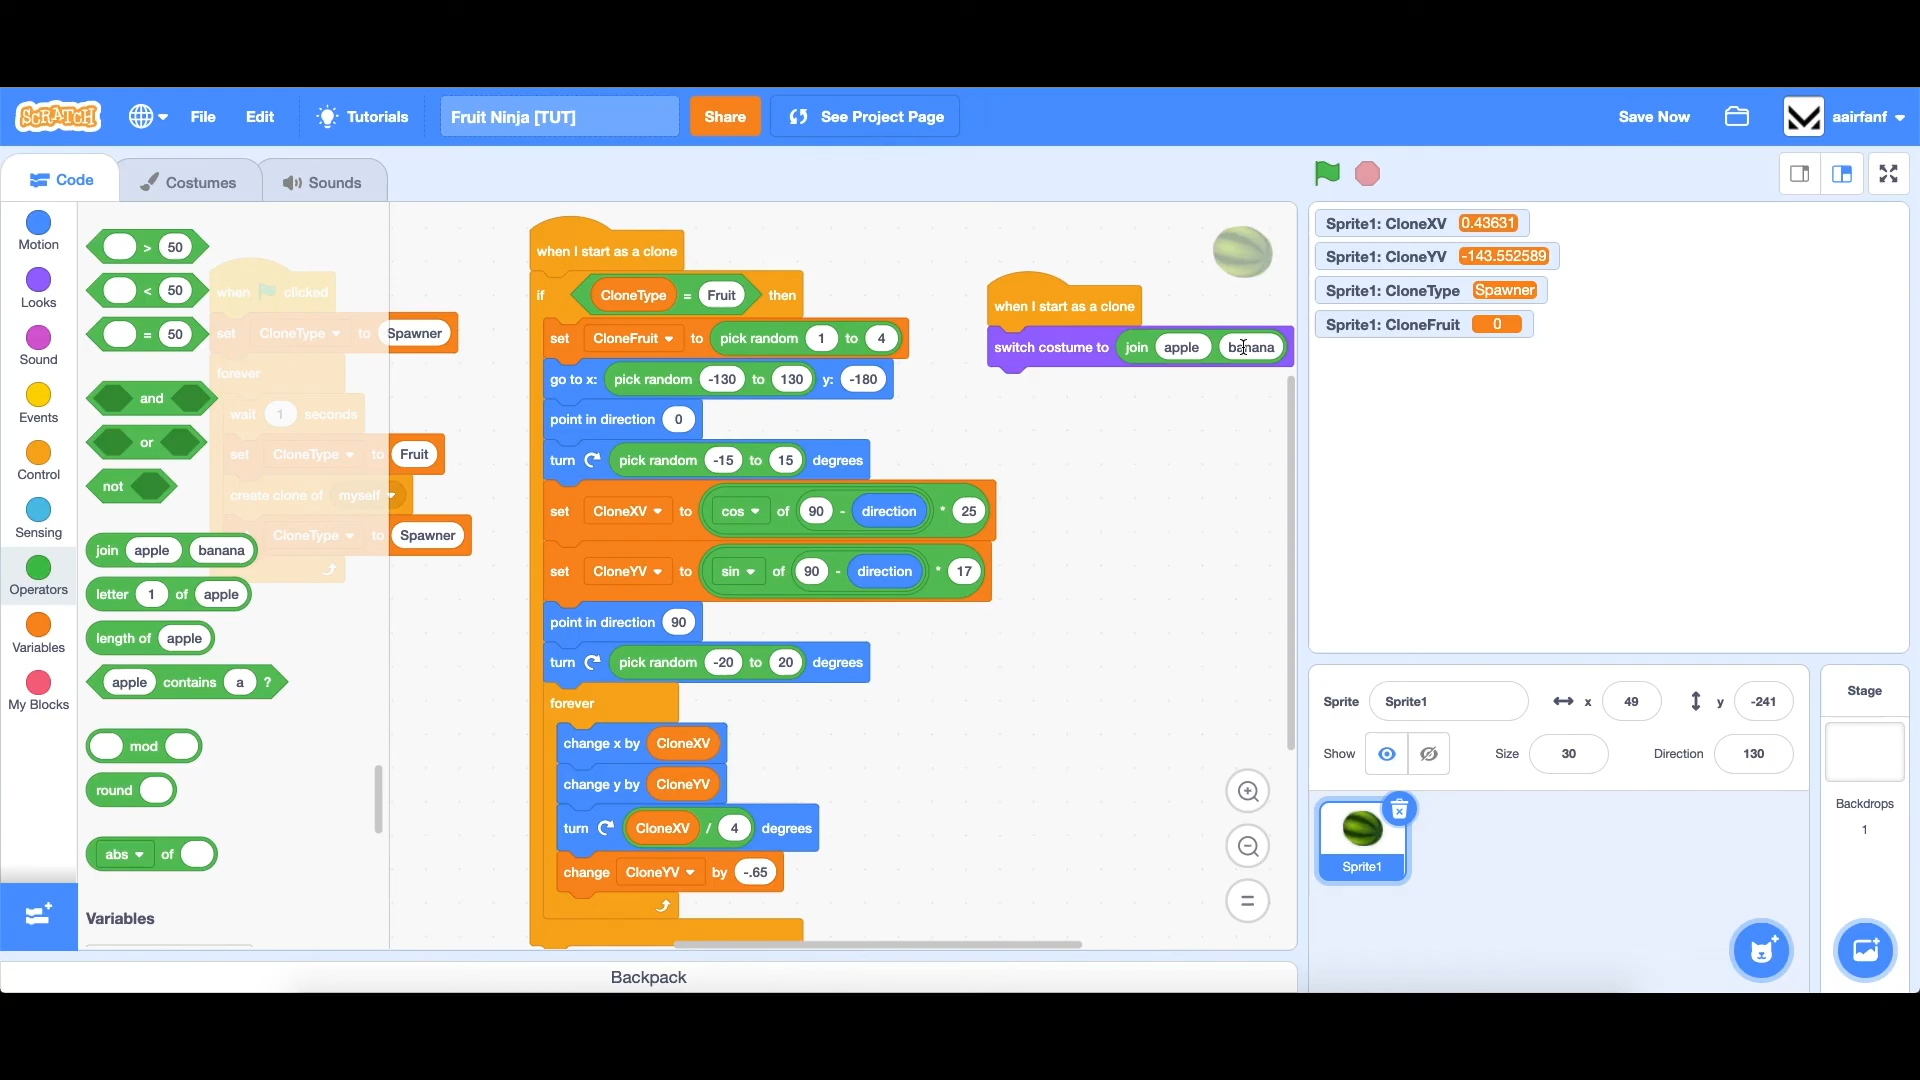 SCRATCH
File
Edit
Tutorials
Fruit Ninja [TUT]
Share
See Project Page
Save Now
aairfanf
Code
Costumes
Sounds
Motion
Looks
Sound
Events
Control
Sensing
Operators
Variables
My Blocks
> 50
< 50
= 50
and
or
not
join apple banana
letter 1 of apple
length of apple
apple contains a ?
mod
round
abs of
Variables
when clicked
set CloneType to Spawner
forever
wait 1 seconds
set CloneType to Fruit
create clone of myself
CloneType to Spawner
when I start as a clone
if CloneType = Fruit then
set CloneFruit to pick random 1 to 4
go to x: pick random -130 to 130 y: -180
point in direction 0
turn pick random -15 to 15 degrees
set CloneXV to cos of 90 - direction * 25
set CloneYV to sin of 90 - direction * 17
point in direction 90
turn pick random -20 to 20 degrees
forever
change x by CloneXV
change y by CloneYV
turn CloneXV / 4 degrees
change CloneYV by -.65
when I start as a clone
switch costume to join apple banana
Backpack
Sprite1: CloneXV 0.43631
Sprite1: CloneYV -143.552589
Sprite1: CloneType Spawner
Sprite1: CloneFruit 0
Sprite Sprite1 x 49 y -241
Show Size 30 Direction 130
Sprite1
Stage
Backdrops
1